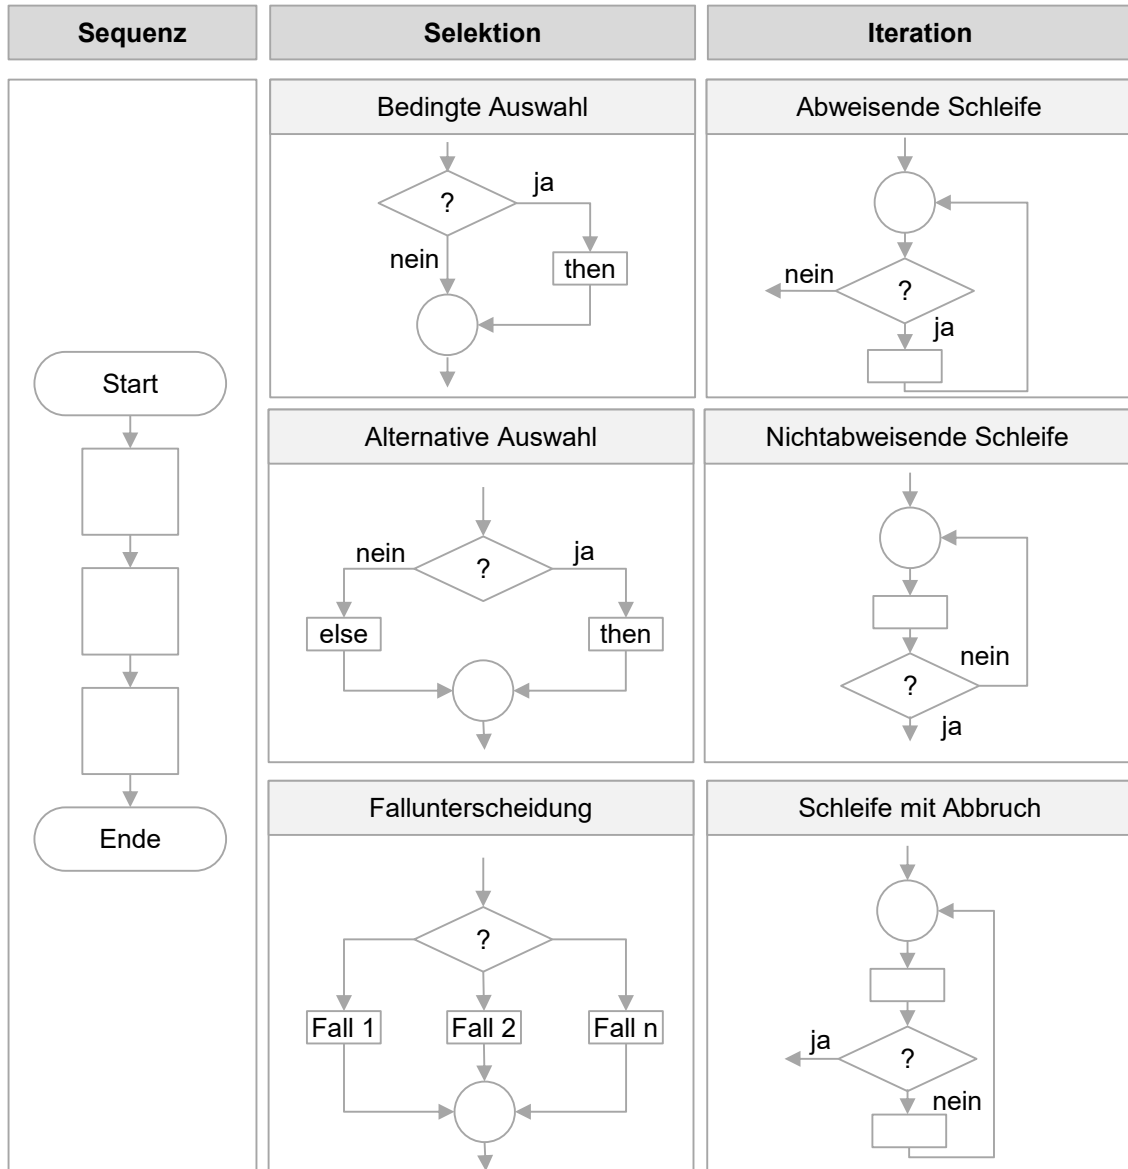 Sequenz
Selektion
Iteration
Start
Ende
Bedingte Auswahl
?
ja
nein
then
Alternative Auswahl
nein
?
ja
else
then
Fallunterscheidung
?
Fall 1
Fall 2
Fall n
Abweisende Schleife
nein
?
ja
Nichtabweisende Schleife
nein
?
ja
Schleife mit Abbruch
ja
?
nein